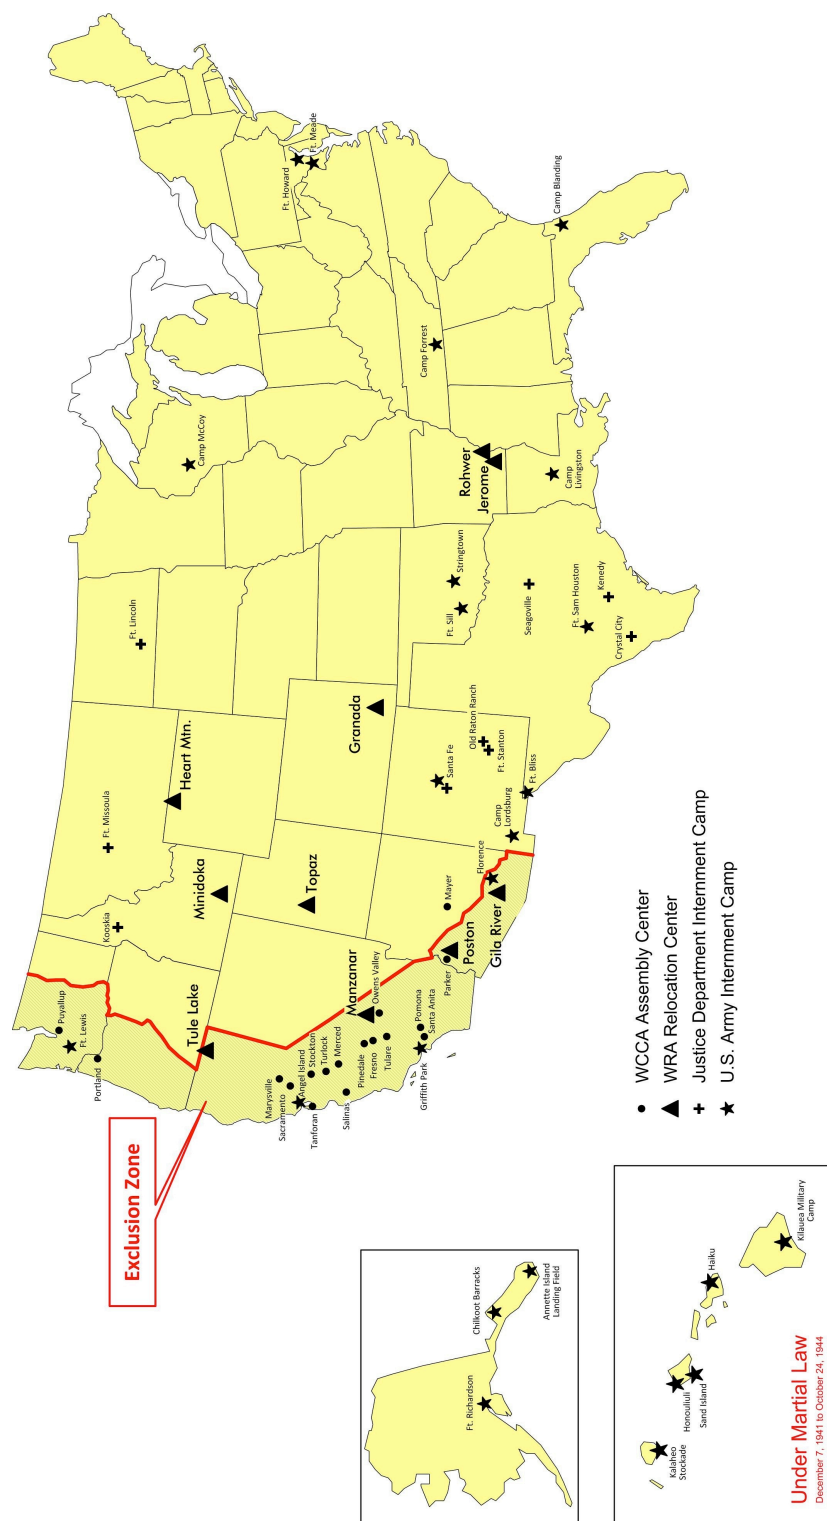 Exclusion Zone
Puyallup
Ft. Lewis
Portland
Kooskia
Ft. Missoula
Ft. Lincoln
Camp McCoy
Ft. Howard
Ft. Meade
Tule Lake
Minidoka
Heart Mtn.
Topaz
Granada
Marysville
Sacramento
Angel Island
Tanforan
Stockton
Turlock
Merced
Salinas
Pinedale
Fresno
Tulare
Manzanar
Owens Valley
Pomona
Santa Anita
Griffith Park
Parker
Poston
Mayer
Gila River
Florence
Santa Fe
Old Raton Ranch
Ft. Stanton
Camp
Lordsburg
Ft. Bliss
Ft. Sill
Stringtown
Seagoville
Ft. Sam Houston
Kenedy
Crystal City
Rohwer
Jerome
Camp
Livingston
Camp Forrest
Camp Blanding
WCCA Assembly Center
WRA Relocation Center
Justice Department Internment Camp
U.S. Army Internment Camp
Ft. Richardson
Chilkoot Barracks
Annette Island
Landing Field
Kalaheo
Stockade
Honouliuli
Sand Island
Haiku
Kilauea Military
Camp
Under Martial Law
December 7, 1941 to October 24, 1944